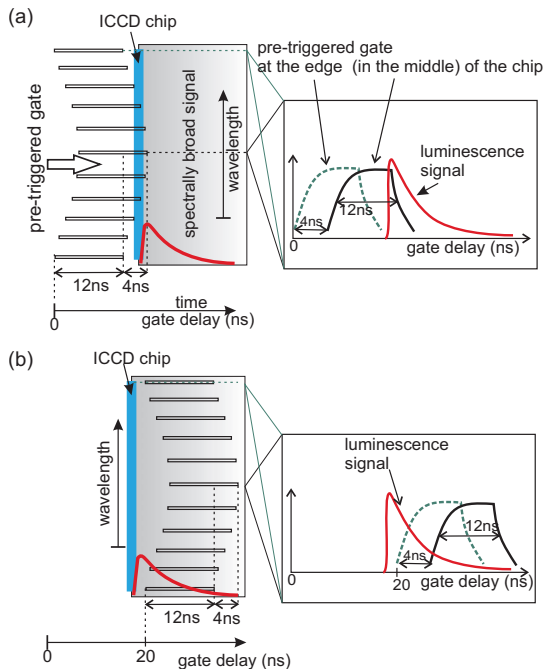 (a)
ICCD chip
pre-triggered gate
spectrally broad signal
wavelength
12ns
4ns
0
time
gate delay (ns)
pre-triggered gate
at the edge (in the middle) of the chip
luminescence
signal
12ns
4ns
0
gate delay (ns)
(b)
ICCD chip
wavelength
12ns
4ns
20
gate delay (ns)
luminescence
signal
12ns
4ns
0
20
gate delay (ns)